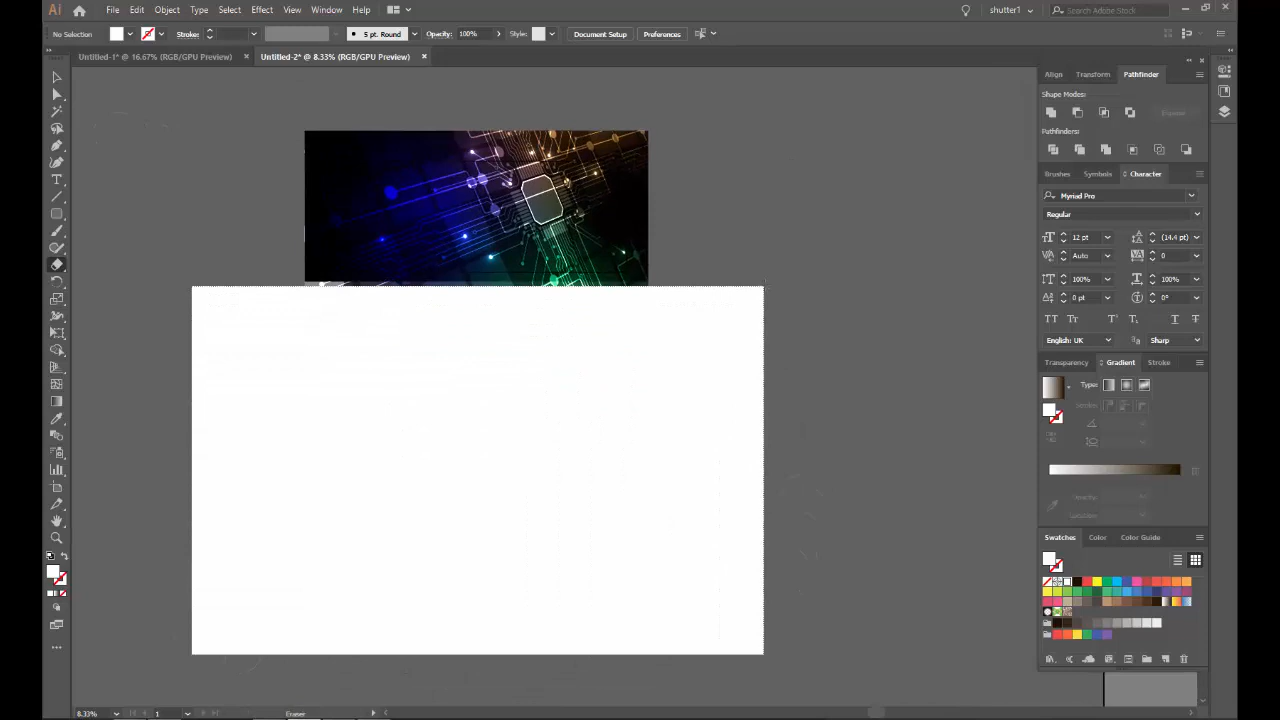 Ai
File Edit Object Type Select Effect View Window Help
shutter1
Search Adobe Stock
No Selection
Stroke:
5 pt. Round
Opacity: 100%
Style:
Document Setup
Preferences
Untitled-1* @ 16.67% (RGB/GPU Preview)
Untitled-2* @ 8.33% (RGB/GPU Preview)
Align Transform Pathfinder
Shape Modes:
Expand
Pathfinders:
Brushes Symbols Character
Myriad Pro
Regular
12 pt (14.4 pt)
Auto 0
100% 100%
0 pt 0°
English: UK Sharp
Transparency Gradient Stroke
Type:
Opacity:
Swatches Color Color Guide
8.33% 1 Eraser